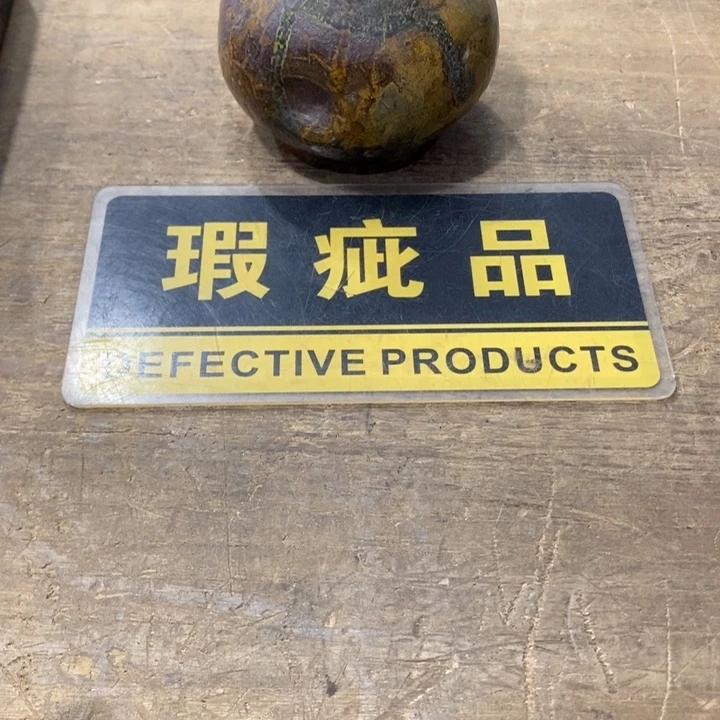 瑕疵品
DEFECTIVE PRODUCTS